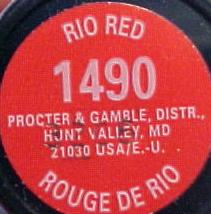 RIO RED
1490
PROCTER & GAMBLE, DISTR.,
HUNT VALLEY, MD
21030 USA/E.-U.
ROUGE DE RIO